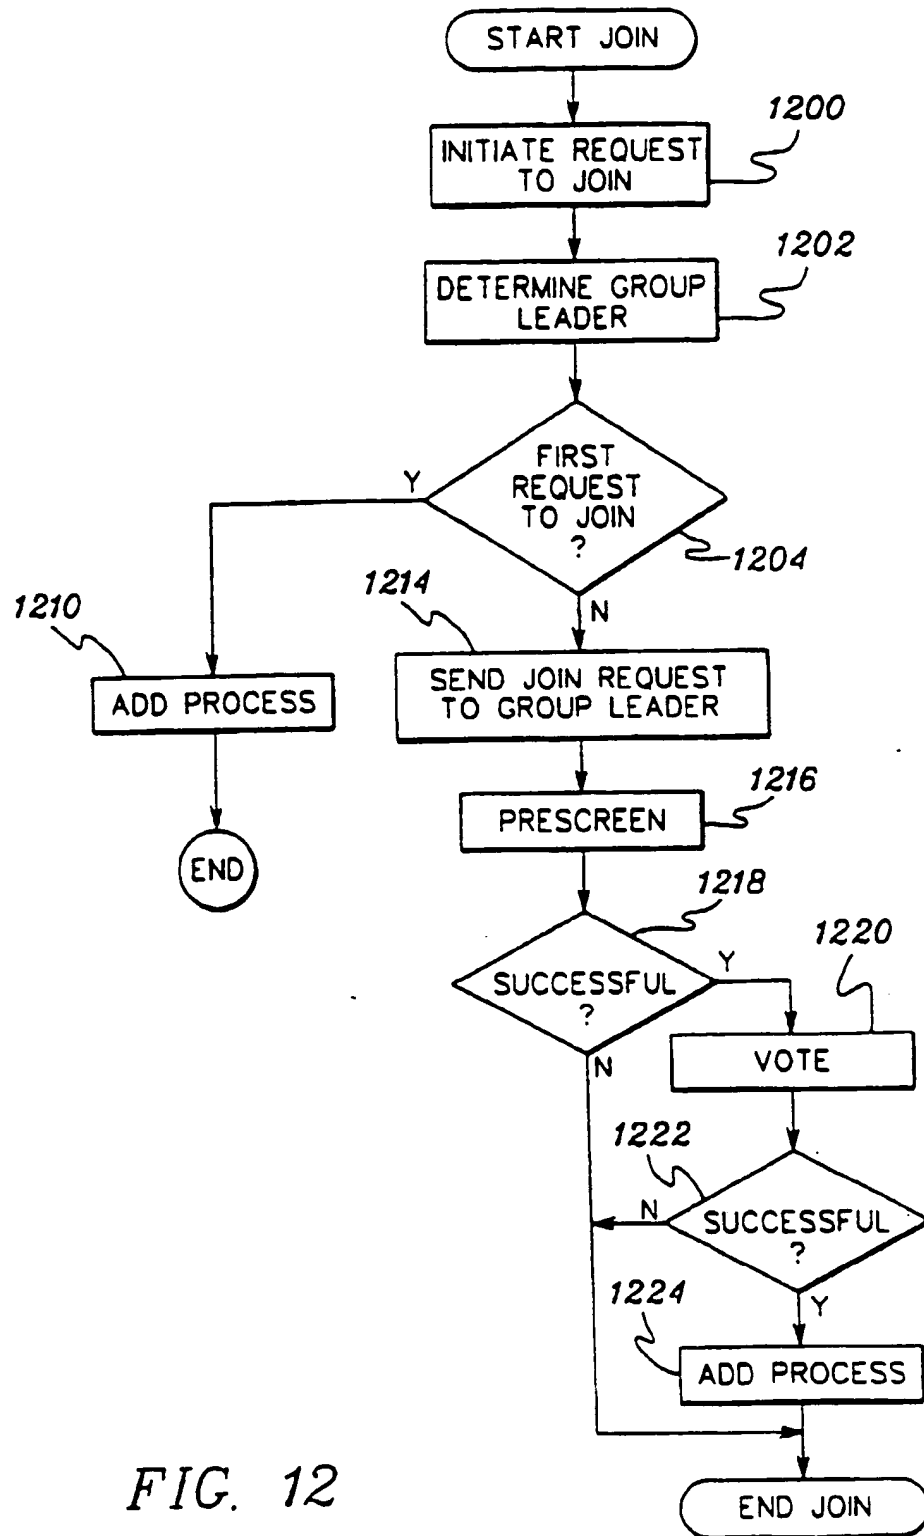 START JOIN
1200
INITIATE REQUEST
TO JOIN
1202
DETERMINE GROUP
LEADER
FIRST
REQUEST
TO JOIN
?
Y
1204
N
1210
1214
ADD PROCESS
SEND JOIN REQUEST
TO GROUP LEADER
1216
PRESCREEN
END
1218
SUCCESSFUL
?
Y
1220
N
VOTE
1222
N
SUCCESSFUL
?
1224
Y
ADD PROCESS
END JOIN
FIG. 12